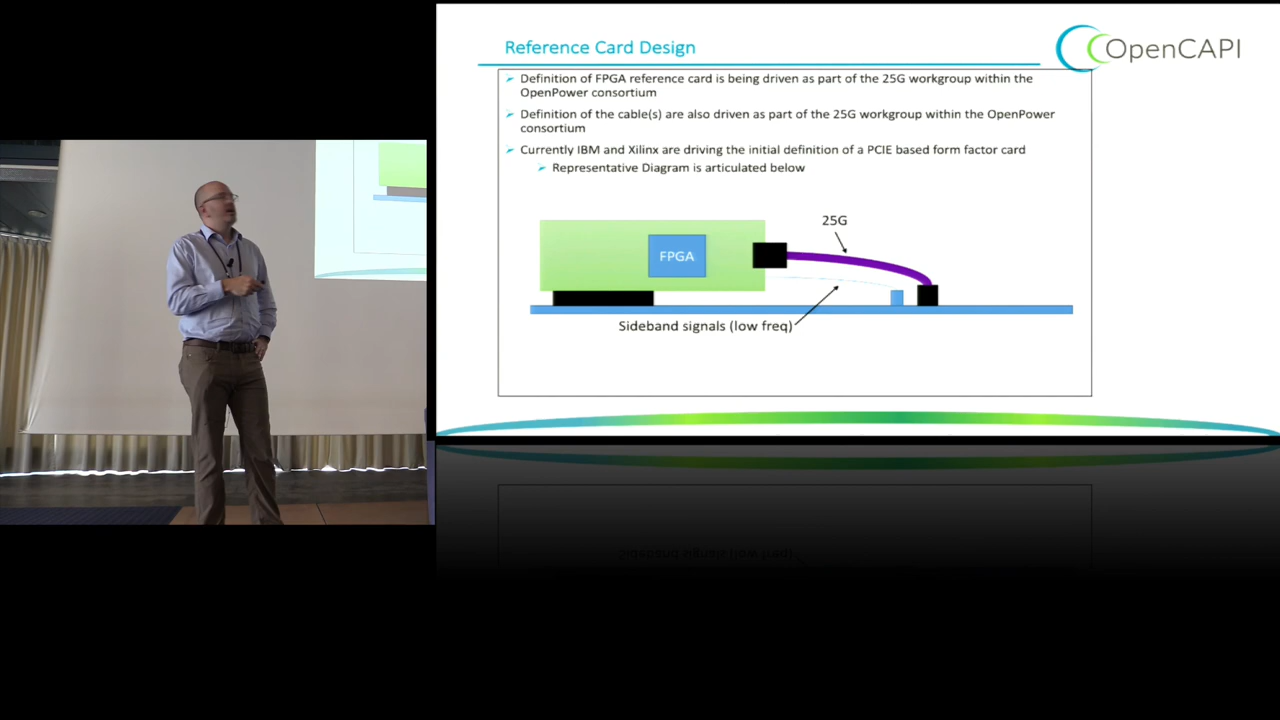 Reference Card Design
OpenCAPI
Definition of FPGA reference card is being driven as part of the 25G workgroup within the
OpenPower consortium
Definition of the cable(s) are also driven as part of the 25G workgroup within the OpenPower
consortium
Currently IBM and Xilinx are driving the initial definition of a PCIE based form factor card
Representative Diagram is articulated below
25G
FPGA
Sideband signals (low freq)